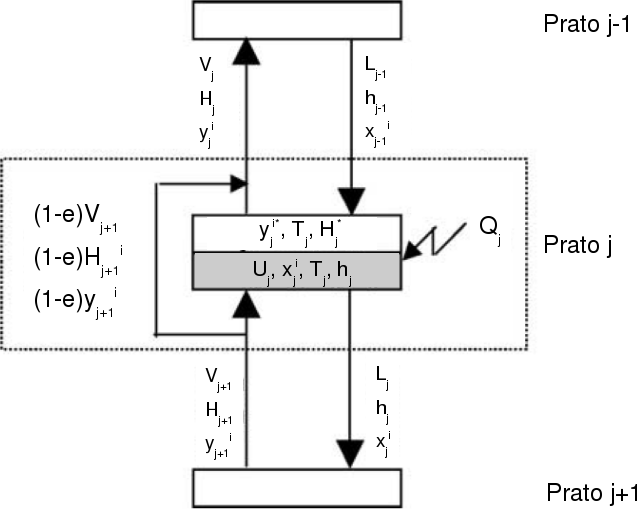 Prato j-1
V_j
L_{j-1}
H_j
h_{j-1}
y_j^i
x_{j-1}^i
(1-e)V_{j+1}
(1-e)H_{j+1}^i
(1-e)y_{j+1}^i
y_j^{i*}, T_j, H_j^*
U_j, x_j^i, T_j, h_j
Q_j
Prato j
V_{j+1}
L_j
H_{j+1}
h_j
y_{j+1}^i
x_j^i
Prato j+1